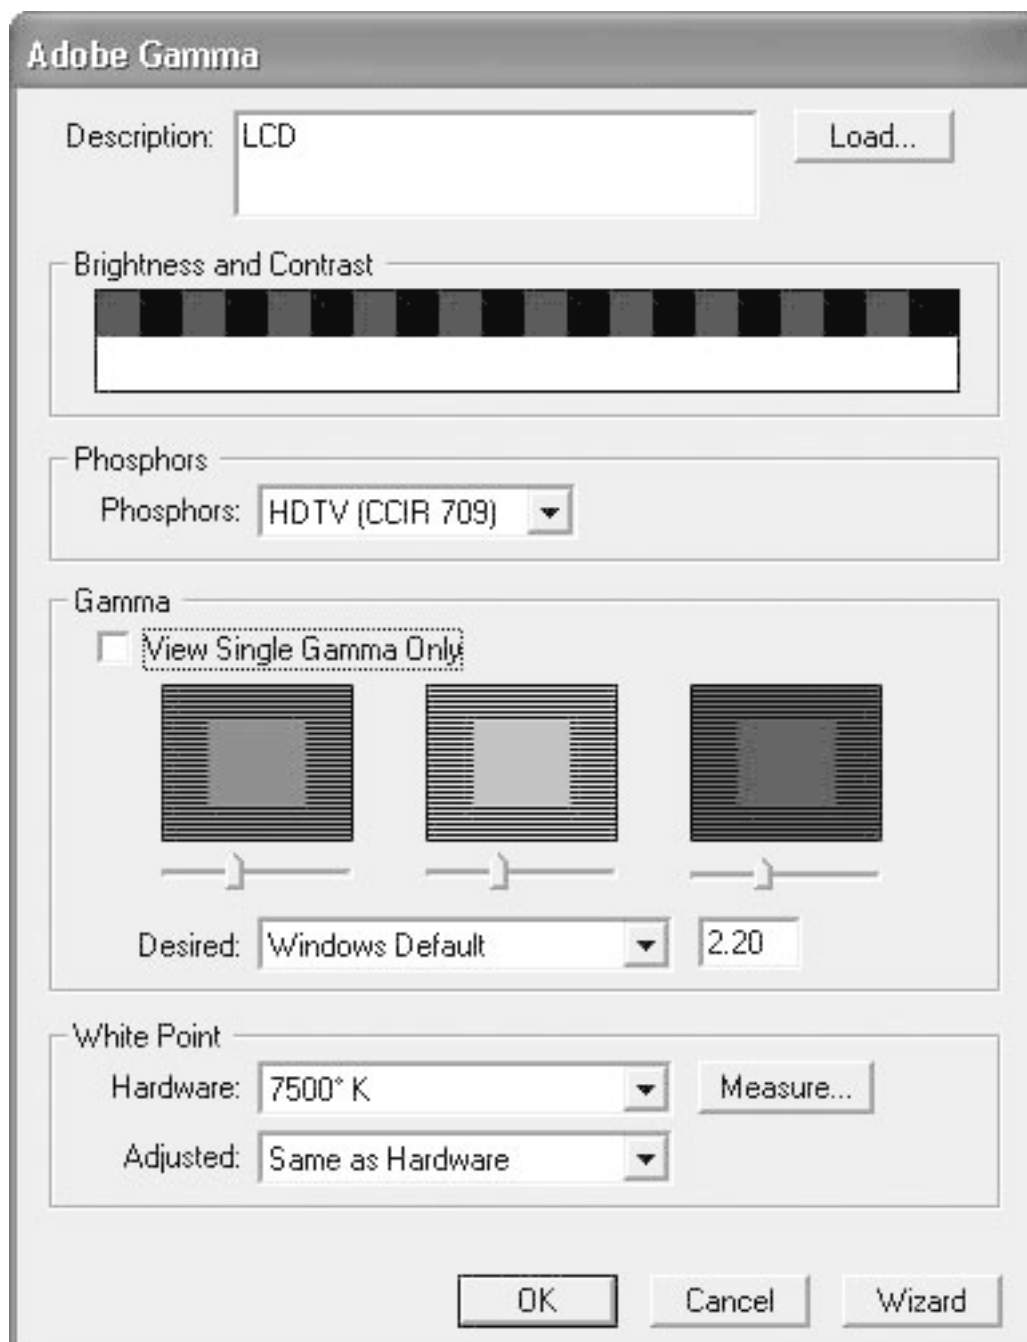 Adobe Gamma
Description: LCD Load...
Brightness and Contrast
Phosphors
Phosphors: HDTV (CCIR 709)
Gamma
View Single Gamma Only
Desired: Windows Default 2.20
White Point
Hardware: 7500° K Measure...
Adjusted: Same as Hardware
OK Cancel Wizard